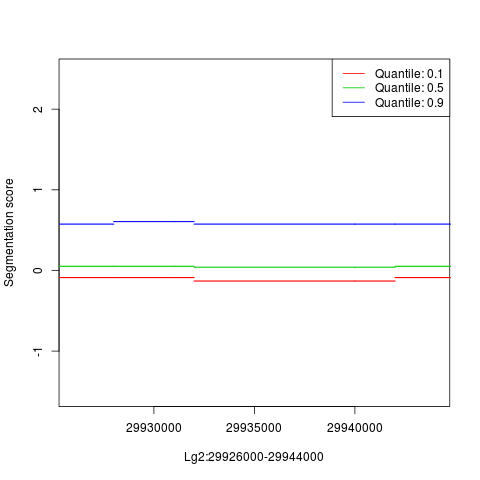 Quantile: 0.1
Quantile: 0.5
Quantile: 0.9
Segmentation score
2
1
0
-1
29930000 29935000 29940000
Lg2:29926000-29944000